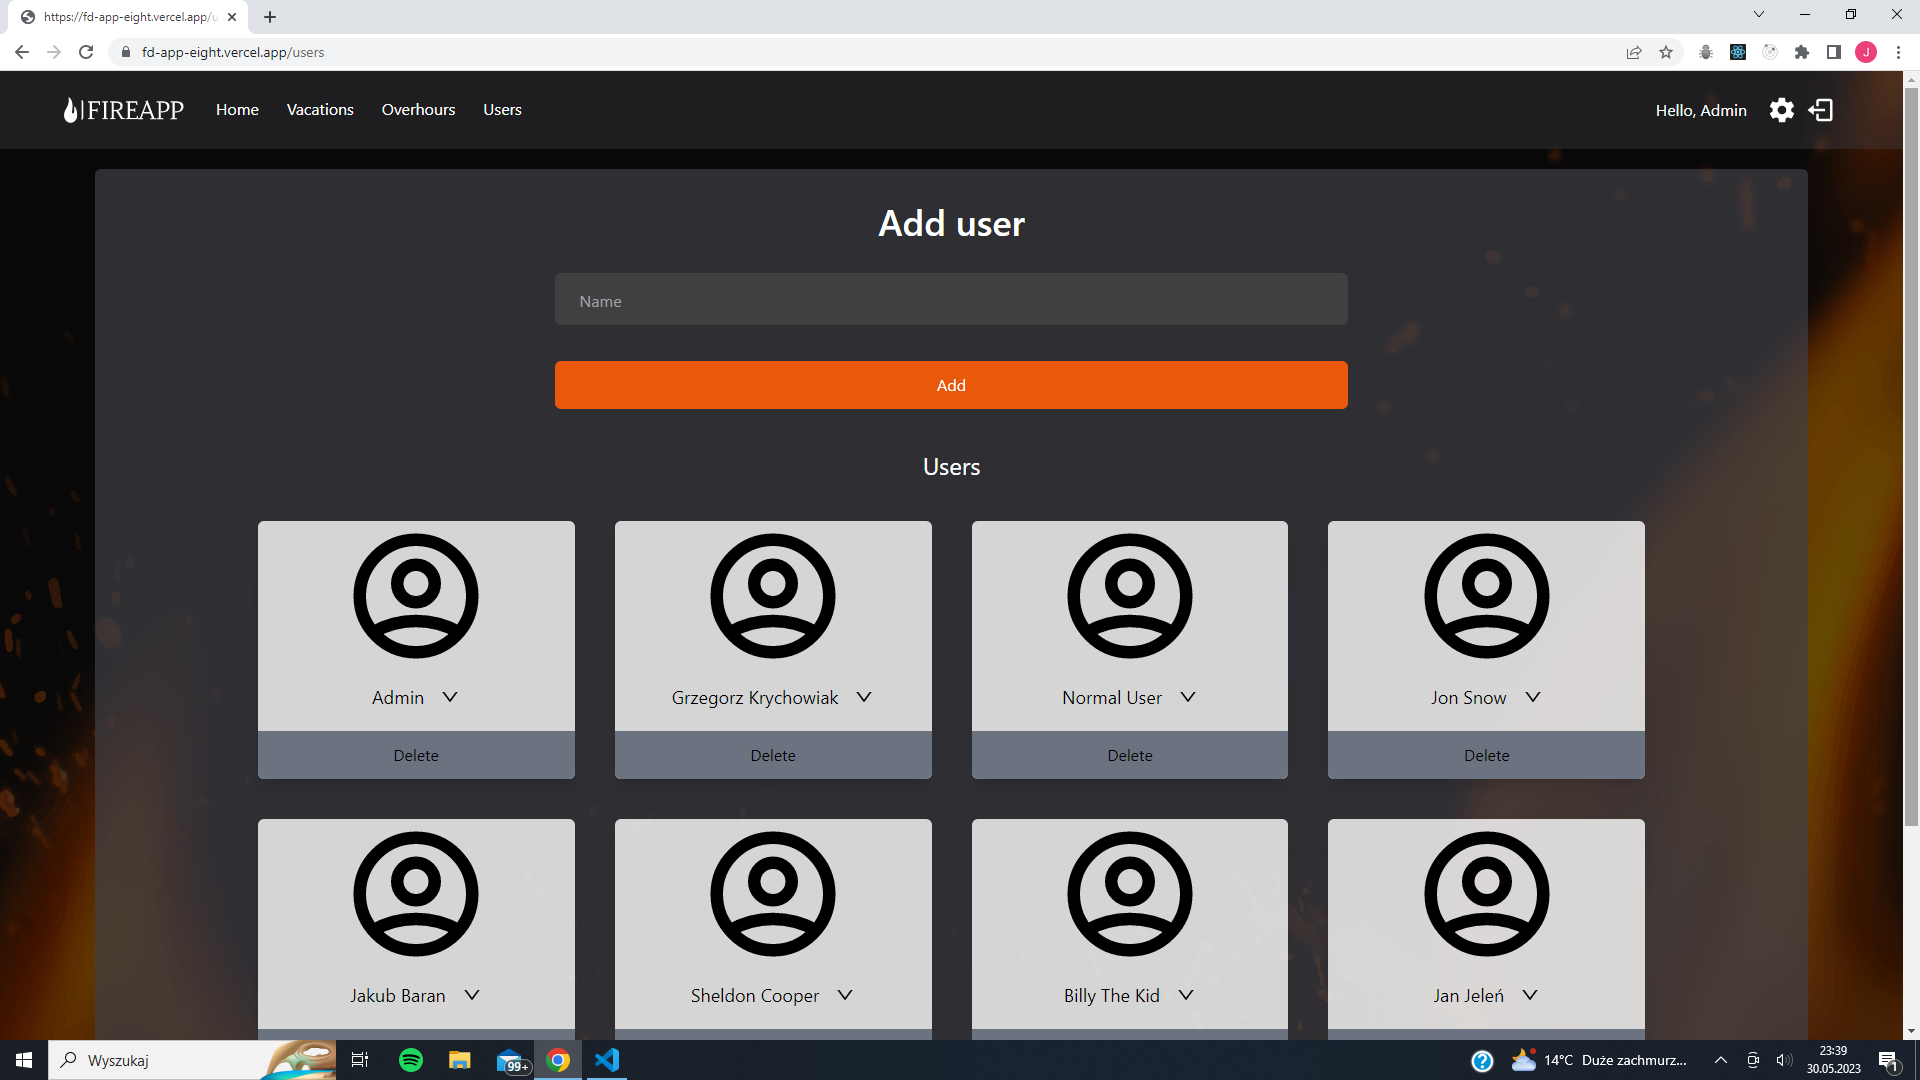 https://fd-app-eight.vercel.app/u
fd-app-eight.vercel.app/users
J
FIREAPP Home Vacations Overhours Users Hello, Admin
Add user
Name
Add
Users
Admin Grzegorz Krychowiak Normal User Jon Snow
Delete Delete Delete Delete
Jakub Baran Sheldon Cooper Billy The Kid Jan Jeleń
Wyszukaj 99+ 14°C Duże zachmurz... 23:39
30.05.2023
1